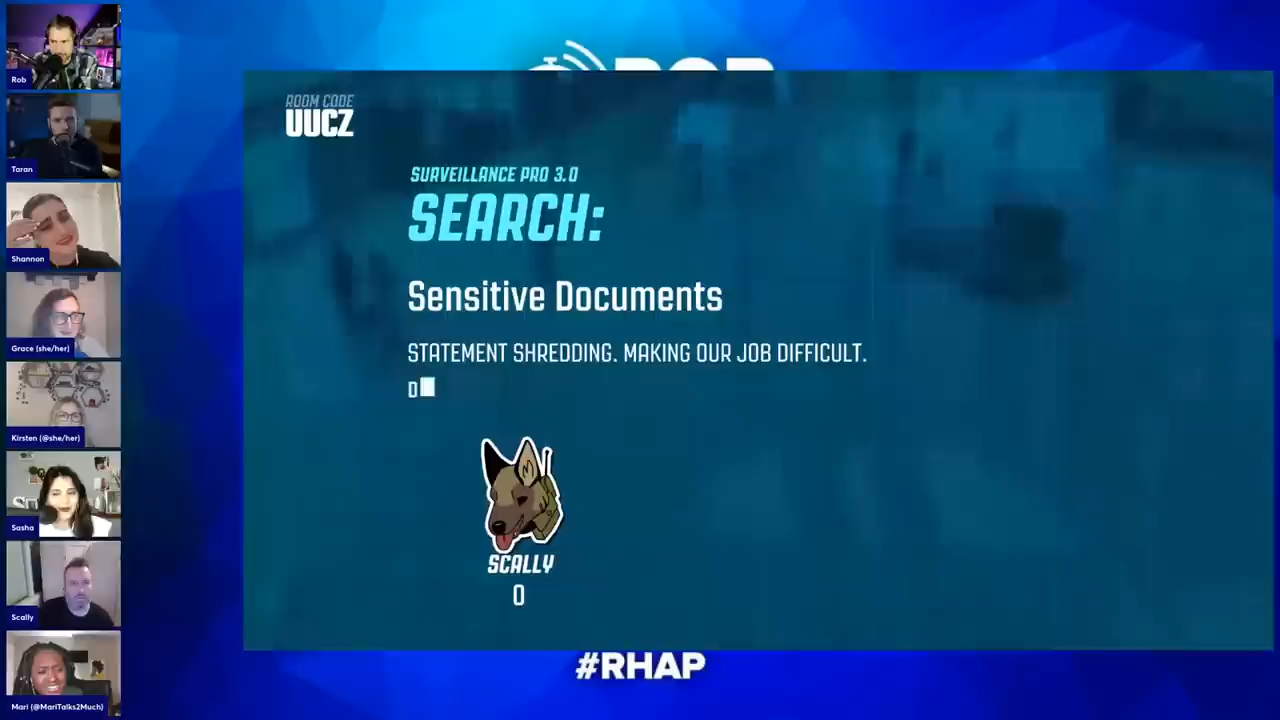 Rob
Taran
Shannon
Grace (she/her)
Kirsten (@she/her)
Sasha
Scally
Mari (@MariTalks2Much)
ROOM CODE
UUCZ
SURVEILLANCE PRO 3.0
SEARCH:
Sensitive Documents
STATEMENT SHREDDING. MAKING OUR JOB DIFFICULT.
D
SCALLY
0
#RHAP